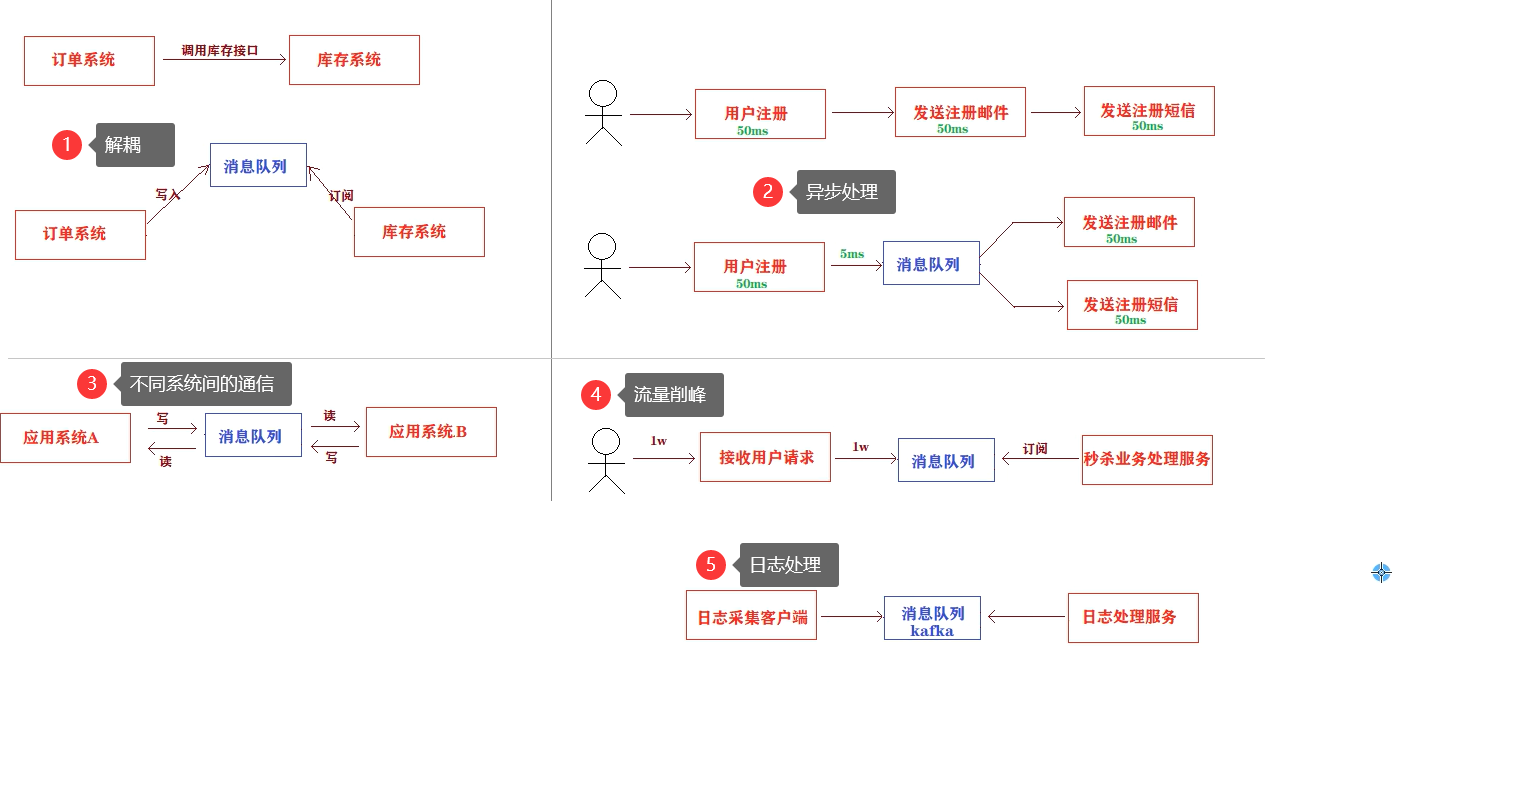 订单系统
调用库存接口
库存系统
1
解耦
消息队列
写入
订阅
订单系统
库存系统
用户注册
50ms
发送注册邮件
50ms
发送注册短信
50ms
2
异步处理
用户注册
50ms
5ms
消息队列
发送注册邮件
50ms
发送注册短信
50ms
3
不同系统间的通信
应用系统A
写
读
消息队列
读
写
应用系统B
4
流量削峰
1w
接收用户请求
1w
消息队列
订阅
秒杀业务处理服务
5
日志处理
日志采集客户端
消息队列
kafka
日志处理服务